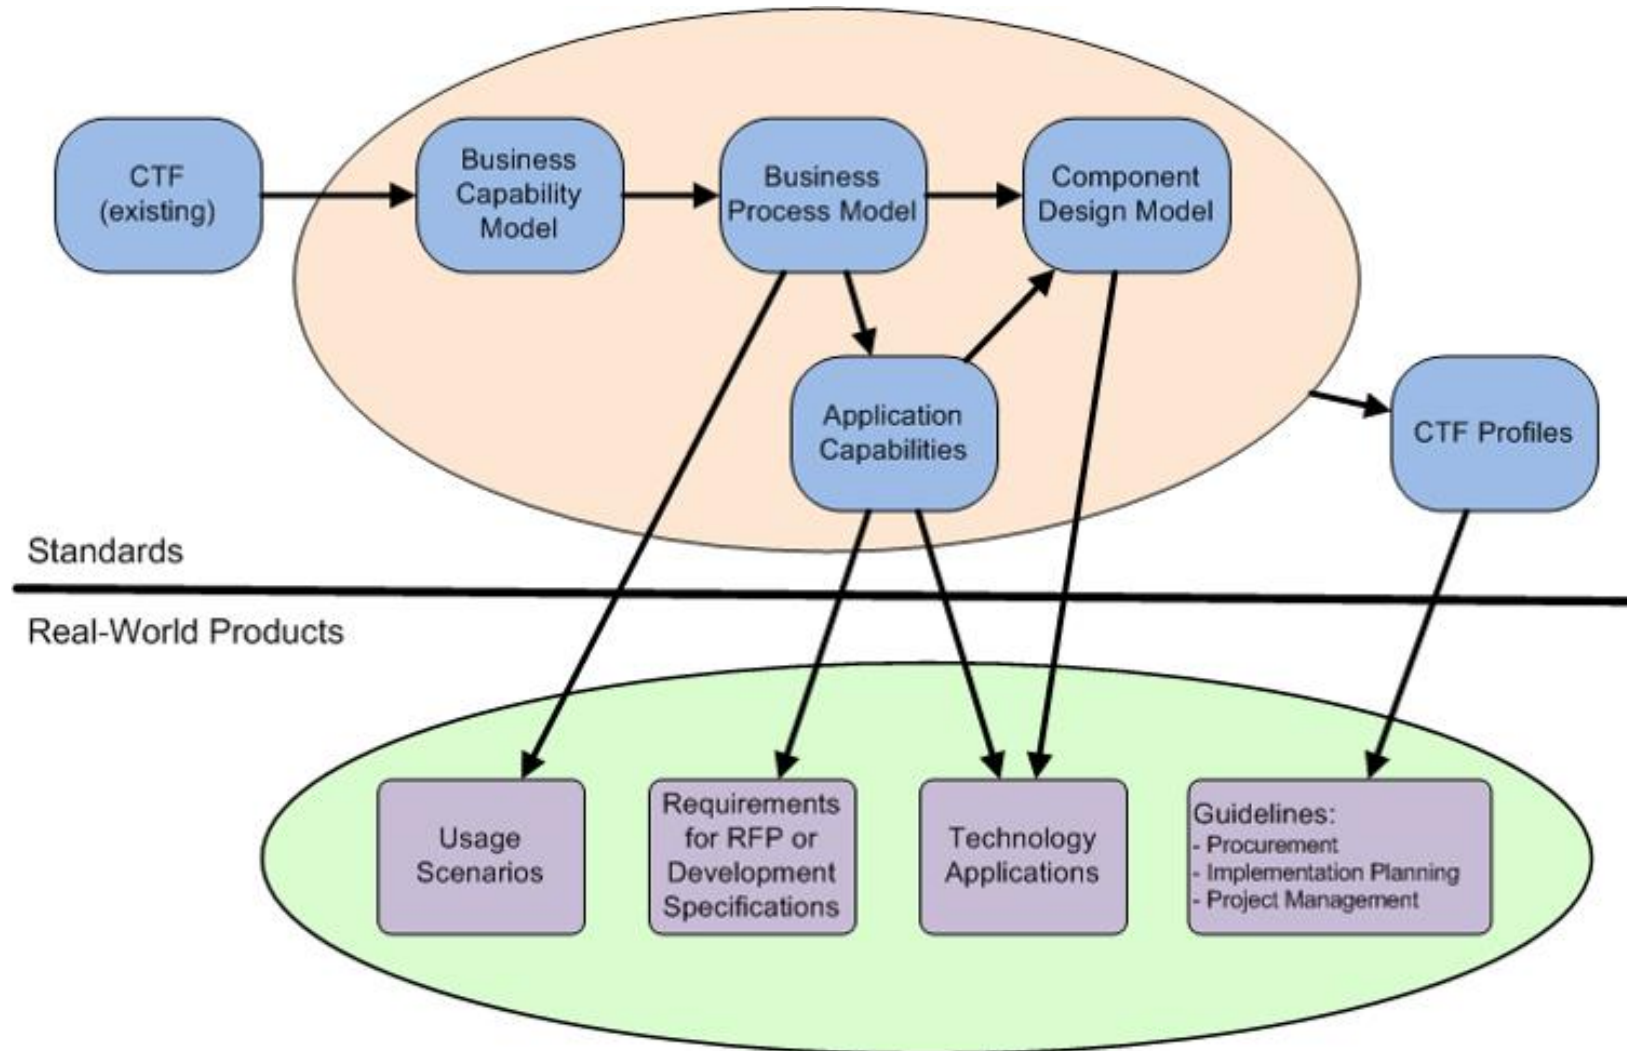 CTF
(existing)
Business
Capability
Model
Business
Process Model
Component
Design Model
Application
Capabilities
CTF Profiles
Standards
Real-World Products
Usage
Scenarios
Requirements
for RFP or
Development
Specifications
Technology
Applications
Guidelines:
- Procurement
- Implementation Planning
- Project Management